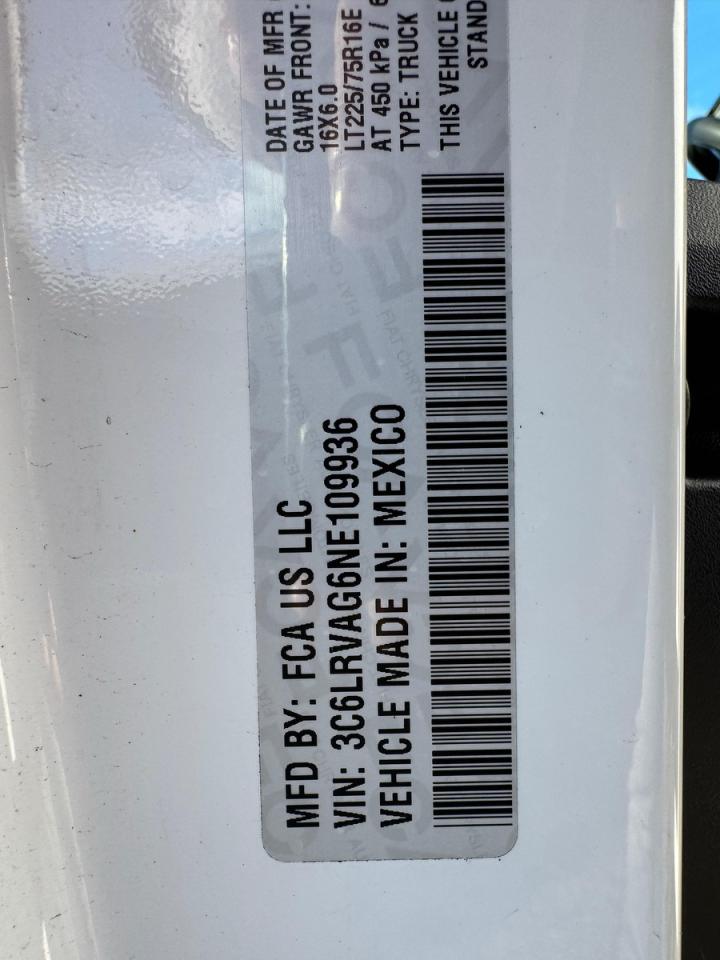 MFD BY: FCA US LLC
VIN: 3C6LRVAG6NE109936
VEHICLE MADE IN: MEXICO
DATE OF MFR
GAWR FRONT:
16X6.0
LT225/75R16E
AT 450 kPa / 6
TYPE: TRUCK
THIS VEHICLE
STAND